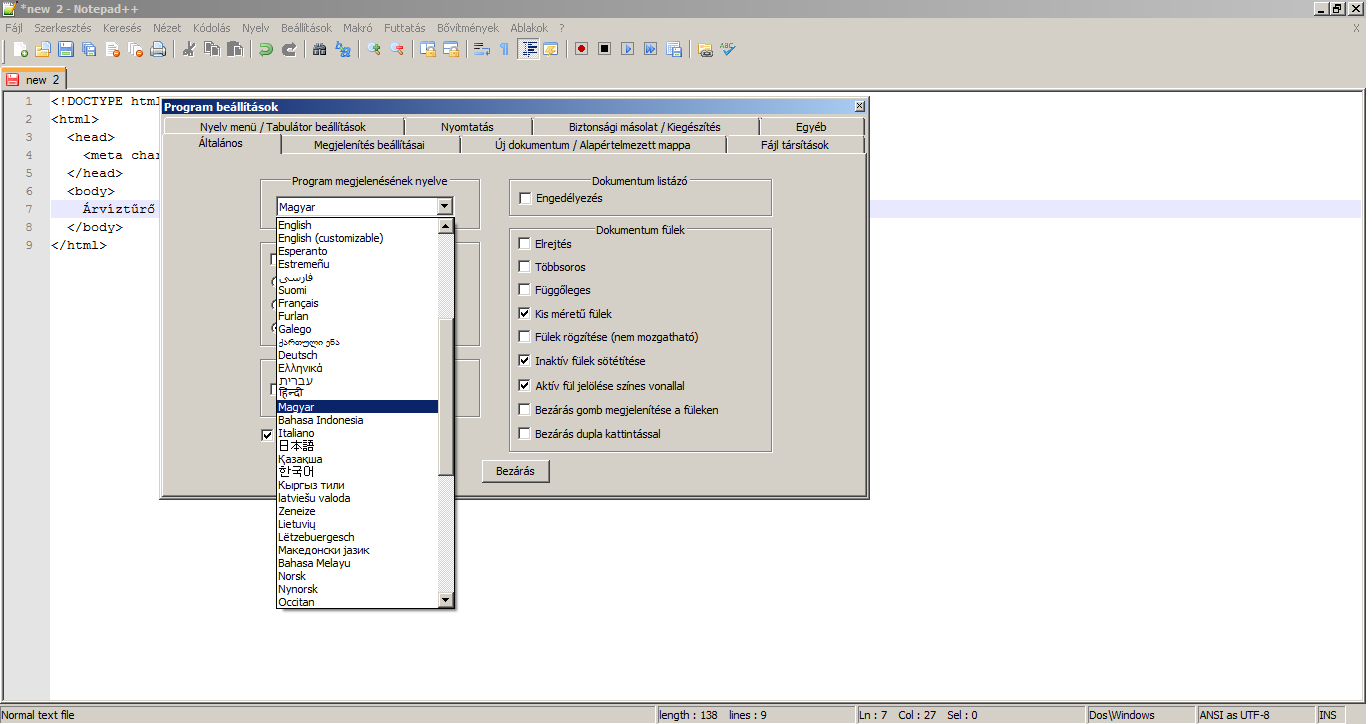 *new  2 - Notepad++
Fájl Szerkesztés Keresés Nézet Kódolás Nyelv Beállítások Makró Futtatás Bővítmények Ablakok ? X
new  2
1 <!DOCTYPE html
2 <html>
3 <head>
4 <meta char
5 </head>
6 <body>
7 Árvíztűrő
8 </body>
9 </html>
Program beállítások
Nyelv menü / Tabulátor beállítások Nyomtatás Biztonsági másolat / Kiegészítés Egyéb
Általános Megjelenítés beállításai Új dokumentum / Alapértelmezett mappa Fájl társítások
Program megjelenésének nyelve
Magyar
English
English (customizable)
Esperanto
Estremeñu
فارسی
Suomi
Français
Furlan
Galego
ქართული ენა
Deutsch
Ελληνικά
עברית
हिन्दी
Magyar
Bahasa Indonesia
Italiano
日本語
Қазақша
한국어
Кыргыз тили
latviešu valoda
Zeneize
Lietuvių
Lëtzebuergesch
Македонски јазик
Bahasa Melayu
Norsk
Nynorsk
Occitan
Dokumentum listázó
Engedélyezés
Dokumentum fülek
Elrejtés
Többsoros
Függőleges
Kis méretű fülek
Fülek rögzítése (nem mozgatható)
Inaktív fülek sötétítése
Aktív fül jelölése színes vonallal
Bezárás gomb megjelenítése a füleken
Bezárás dupla kattintással
Bezárás
Normal text file length : 138 lines : 9 Ln : 7 Col : 27 Sel : 0 Dos\Windows ANSI as UTF-8 INS